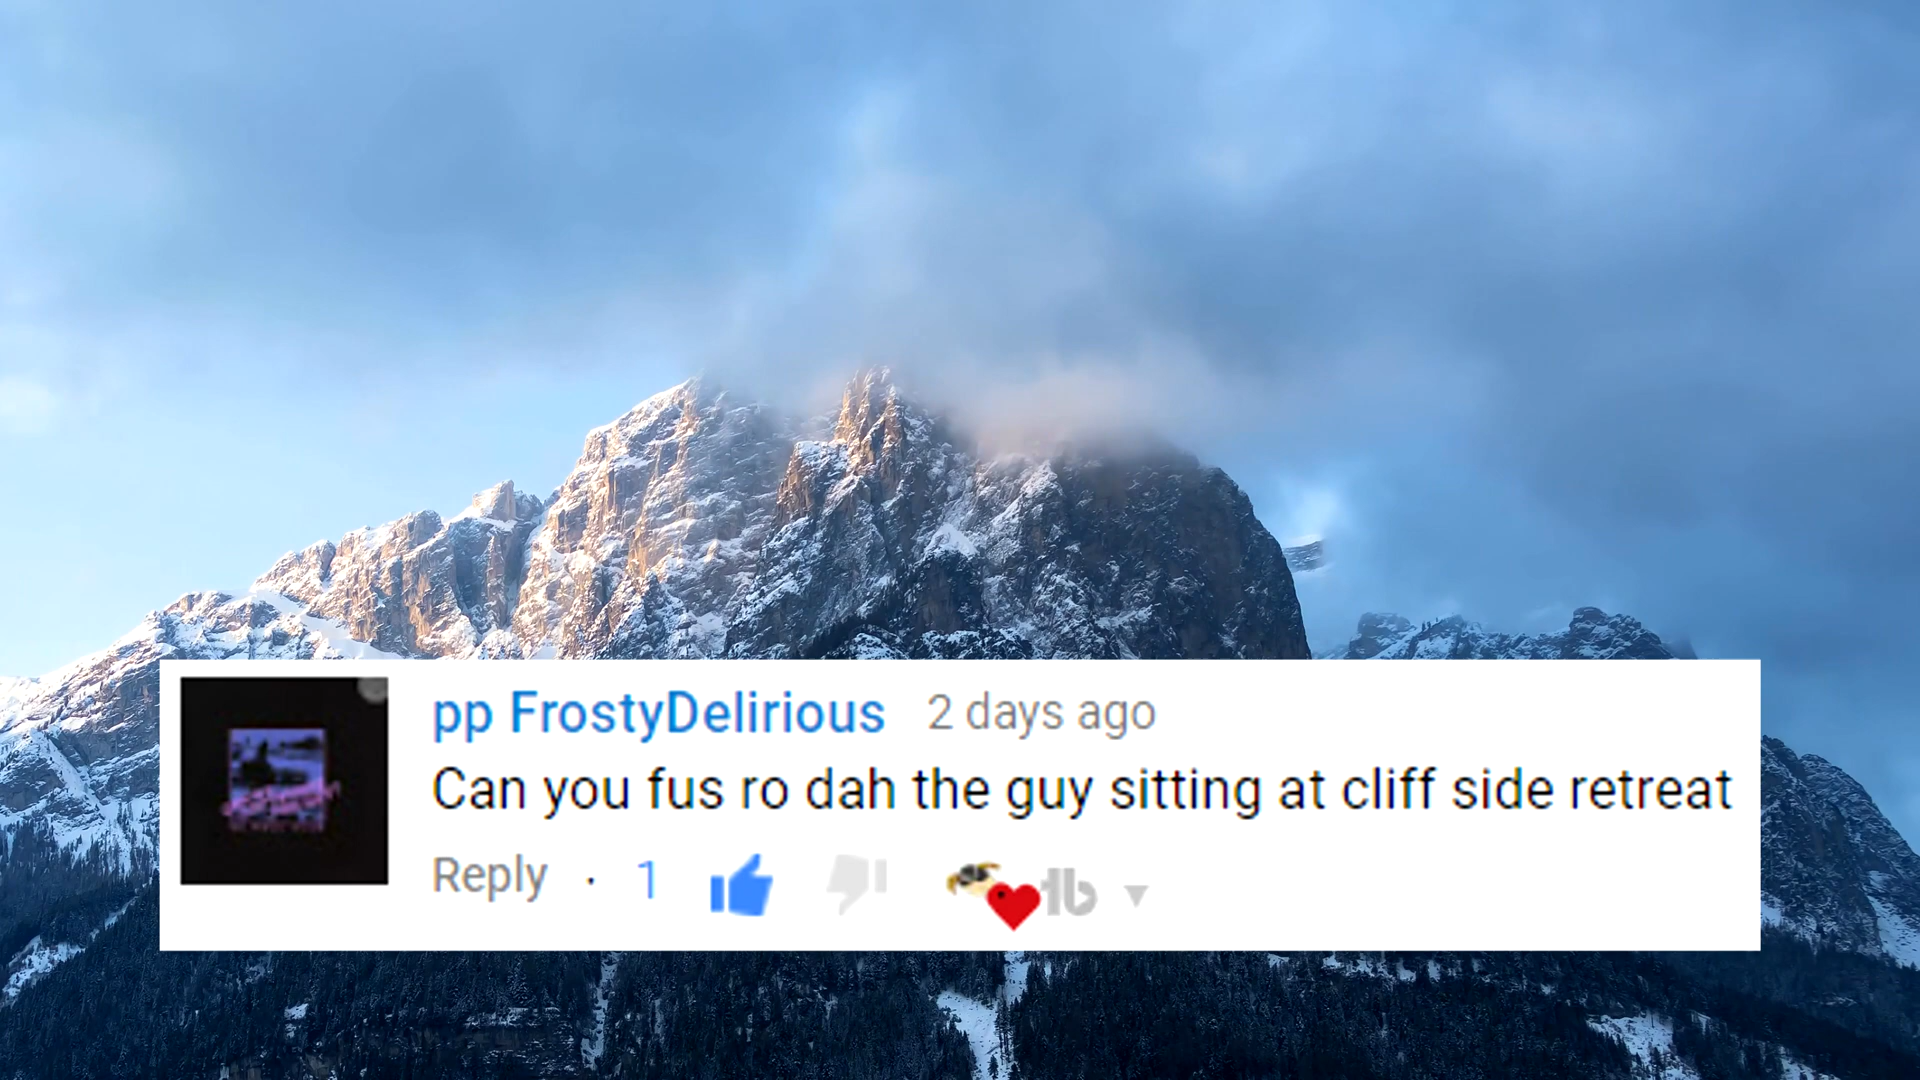 pp FrostyDelirious 2 days ago
Can you fus ro dah the guy sitting at cliff side retreat
Reply · 1 tb